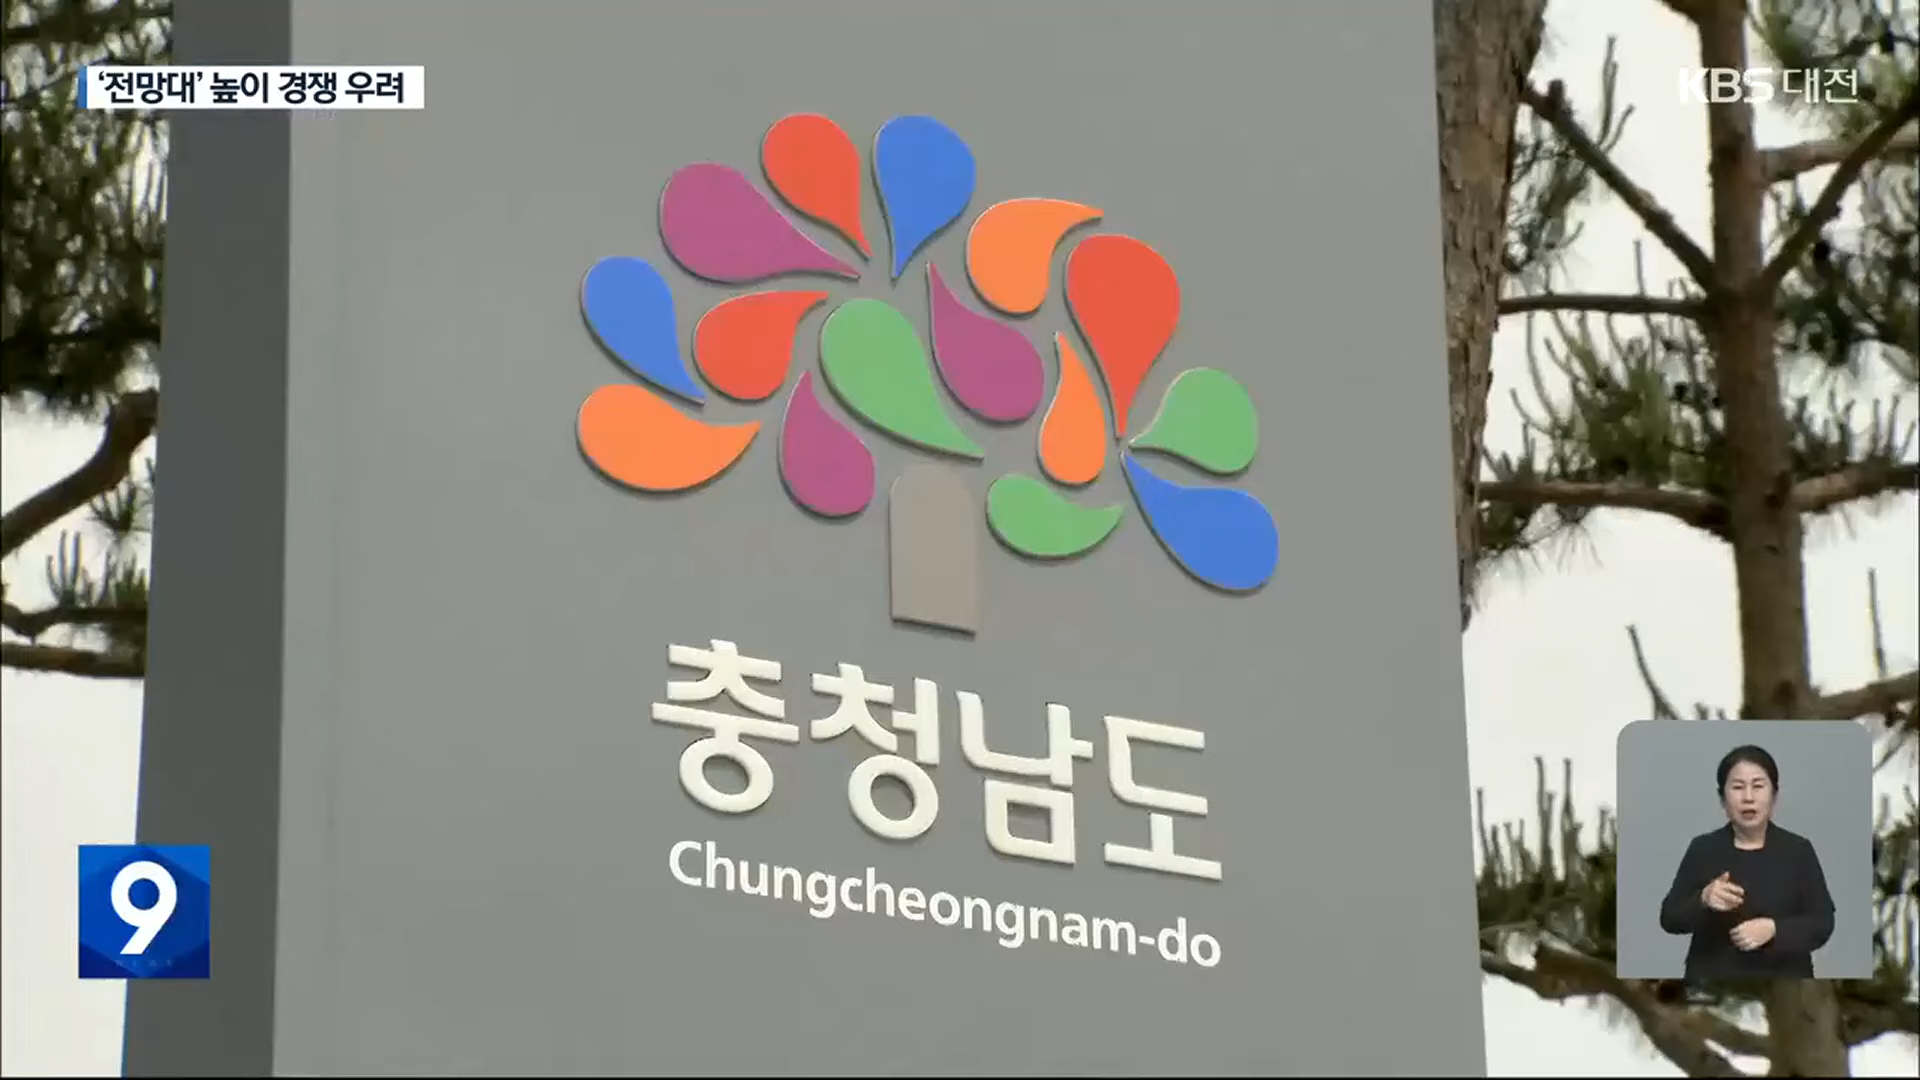 ‘전망대’ 높이 경쟁 우려
KBS 대전
충청남도
Chungcheongnam-do
9
NEWS